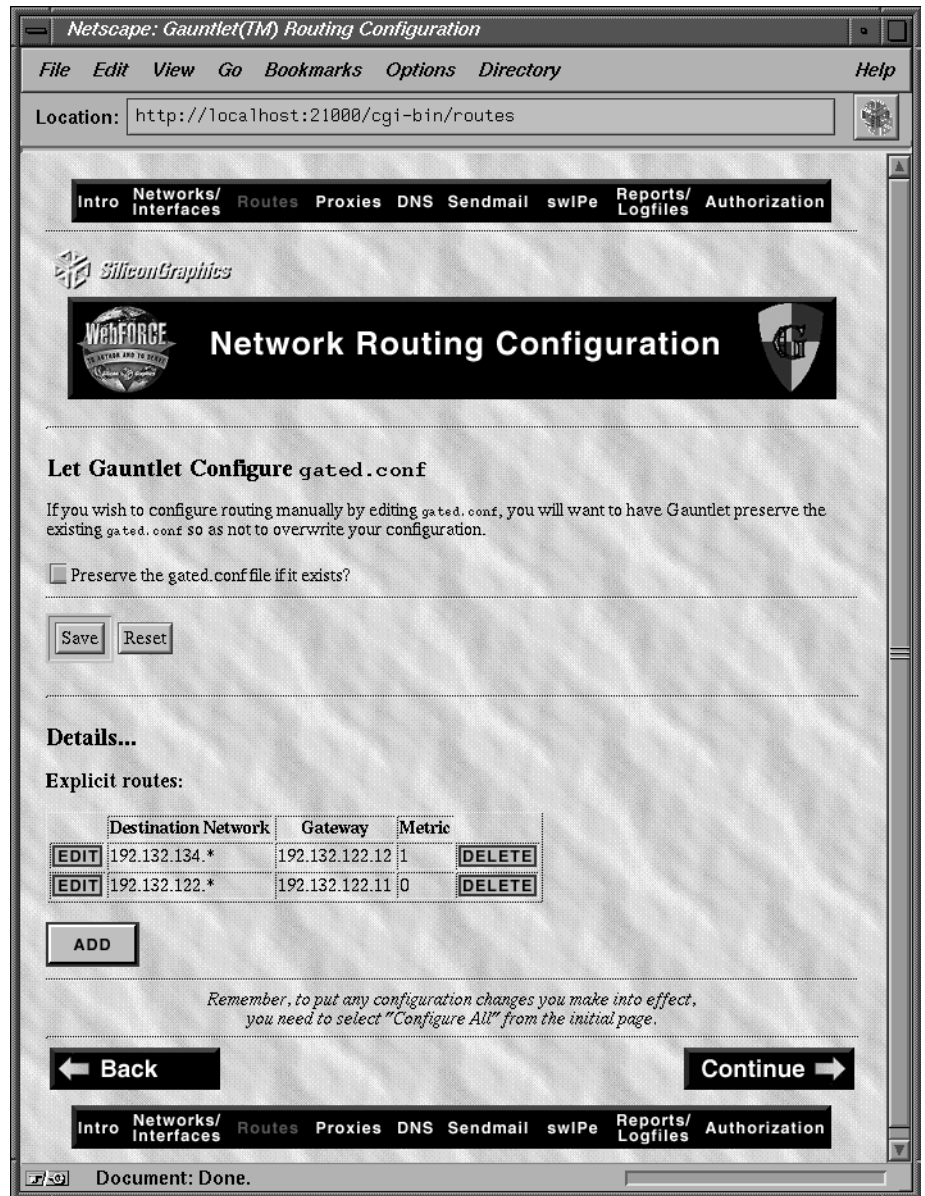 Netscape: Gauntlet(TM) Routing Configuration
File Edit View Go Bookmarks Options Directory Help
Location: http://localhost:21000/cgi-bin/routes
Intro Networks/ Interfaces Routes Proxies DNS Sendmail swIPe Reports/ Logfiles Authorization
SiliconGraphics
WebFORCE
TO AUTHOR AND TO SERVE
Silicon Graphics
Network Routing Configuration
G
Let Gauntlet Configure gated.conf
If you wish to configure routing manually by editing gated.conf, you will want to have Gauntlet preserve the
existing gated.conf so as not to overwrite your configuration.
Preserve the gated.conf file if it exists?
Save Reset
Details...
Explicit routes:
Destination Network Gateway Metric
EDIT 192.132.134.* 192.132.122.12 1 DELETE
EDIT 192.132.122.* 192.132.122.11 0 DELETE
ADD
Remember, to put any configuration changes you make into effect,
you need to select "Configure All" from the initial page.
Back Continue
Intro Networks/ Interfaces Routes Proxies DNS Sendmail swIPe Reports/ Logfiles Authorization
Document: Done.